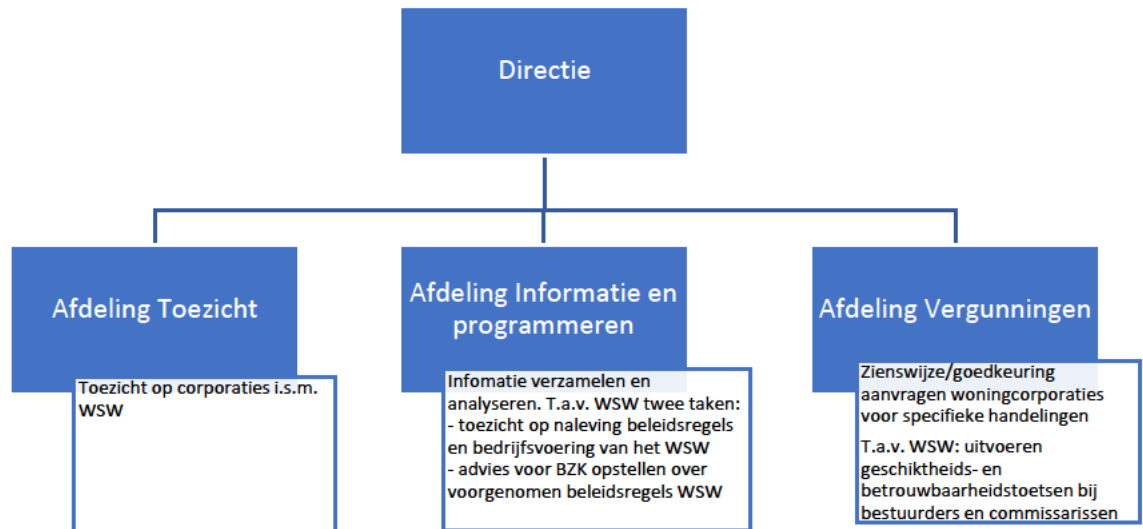 Directie
Afdeling Toezicht
Toezicht op corporaties i.s.m.
WSW
Afdeling Informatie en
programmeren
Infomatie verzamelen en
analyseren. T.a.v. WSW twee taken:
- toezicht op naleving beleidsregels
en bedrijfsvoering van het WSW
- advies voor BZK opstellen over
voorgenomen beleidsregels WSW
Afdeling Vergunningen
Zienswijze/goedkeuring
aanvragen woningcorporaties
voor specifieke handelingen
T.a.v. WSW: uitvoeren
geschiktheids- en
betrouwbaarheidstoetsen bij
bestuurders en commissarissen